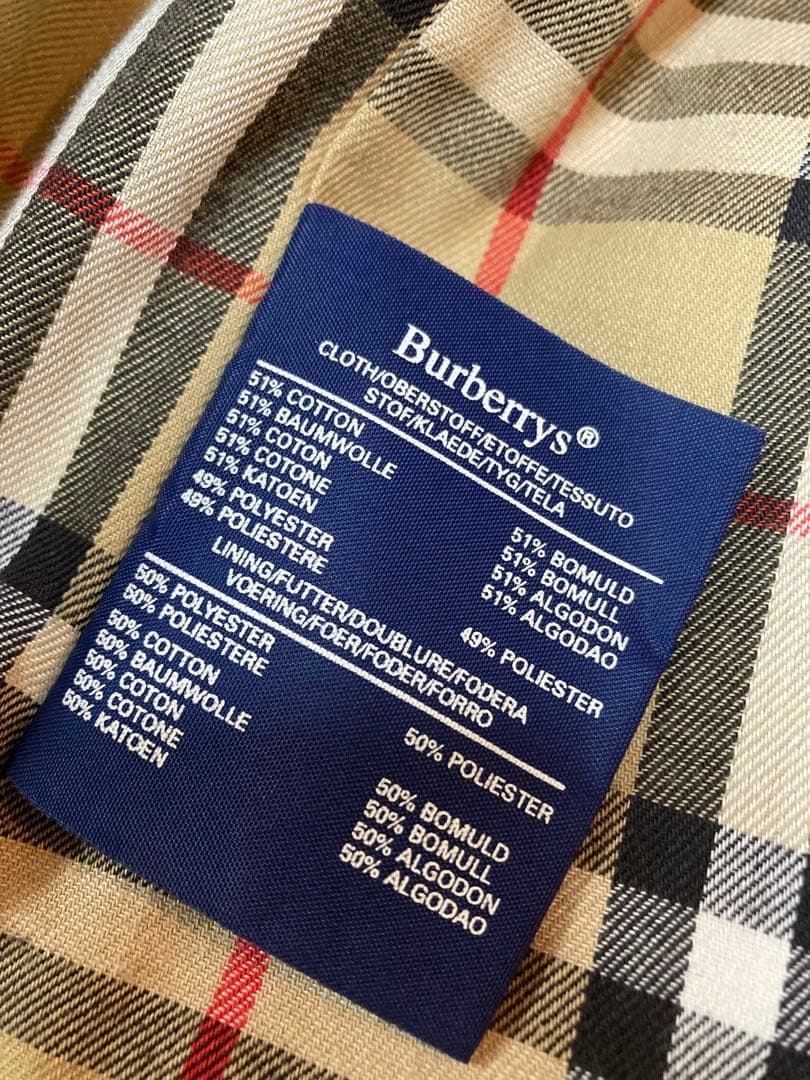 Burberrys®
CLOTH/OBERSTOFF/ETOFFE/TESSUTO
STOF/KLAEDE/TYG/TELA
51% COTTON
51% BAUMWOLLE
51% COTON
51% COTONE
51% KATOEN
49% POLYESTER
49% POLIESTERE
51% BOMULD
51% BOMULL
51% ALGODON
51% ALGODAO
49% POLIESTER
LINING/FUTTER/DOUBLURE/FODERA
VOERING/FOER/FODER/FORRO
50% POLYESTER
50% POLIESTERE
50% COTTON
50% BAUMWOLLE
50% COTON
50% COTONE
50% KATOEN
50% POLIESTER
50% BOMULD
50% BOMULL
50% ALGODON
50% ALGODAO